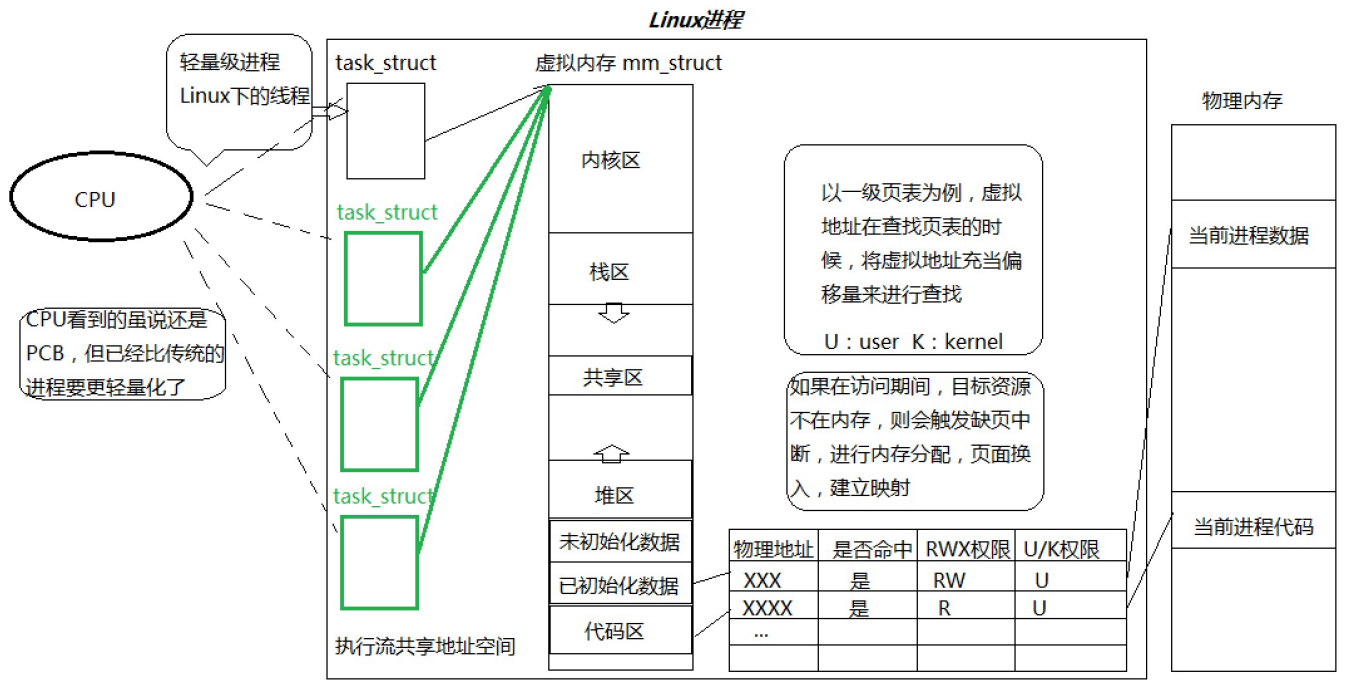 Linux进程
轻量级进程
Linux下的线程
CPU
CPU看到的虽说还是
PCB，但已经比传统的
进程要更轻量化了
task_struct
task_struct
task_struct
task_struct
执行流共享地址空间
虚拟内存 mm_struct
内核区
栈区
共享区
堆区
未初始化数据
已初始化数据
代码区
以一级页表为例，虚拟
地址在查找页表的时
候，将虚拟地址充当偏
移量来进行查找
U：user K：kernel
如果在访问期间，目标资源
不在内存，则会触发缺页中
断，进行内存分配，页面换
入，建立映射
物理地址 是否命中 RWX权限 U/K权限
XXX 是 RW U
XXXX 是 R U
...
物理内存
当前进程数据
当前进程代码